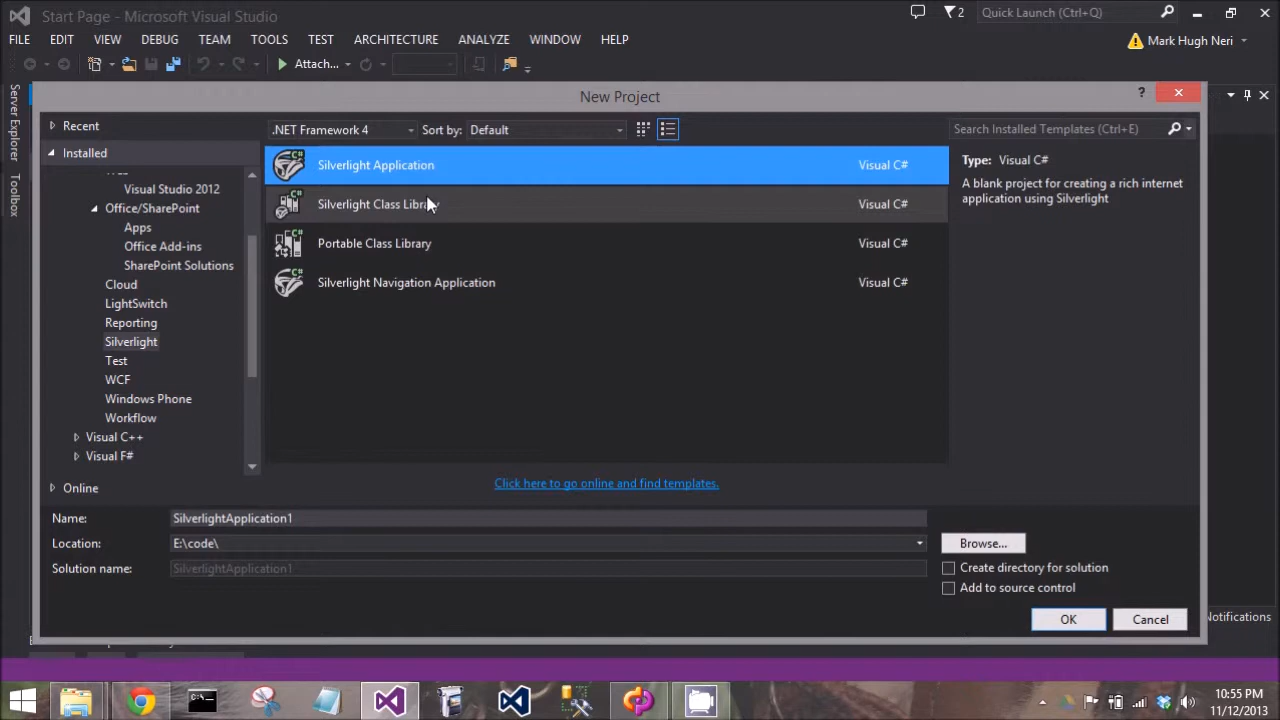 Start Page - Microsoft Visual Studio
2
Quick Launch (Ctrl+Q)
FILE EDIT VIEW DEBUG TEAM TOOLS TEST ARCHITECTURE ANALYZE WINDOW HELP
Mark Hugh Neri
Attach...
Server Explorer
Toolbox
New Project
?
Recent
.NET Framework 4
Sort by: Default
Search Installed Templates (Ctrl+E)
Installed
Visual Studio 2012
Office/SharePoint
Apps
Office Add-ins
SharePoint Solutions
Cloud
LightSwitch
Reporting
Silverlight
Test
WCF
Windows Phone
Workflow
Visual C++
Visual F#
Online
Silverlight Application Visual C#
Silverlight Class Library Visual C#
Portable Class Library Visual C#
Silverlight Navigation Application Visual C#
Type: Visual C#
A blank project for creating a rich internet
application using Silverlight
Click here to go online and find templates.
Name: SilverlightApplication1
Location: E:\code\
Browse...
Solution name: SilverlightApplication1
Create directory for solution
Add to source control
OK Cancel
Notifications
10:55 PM
11/12/2013